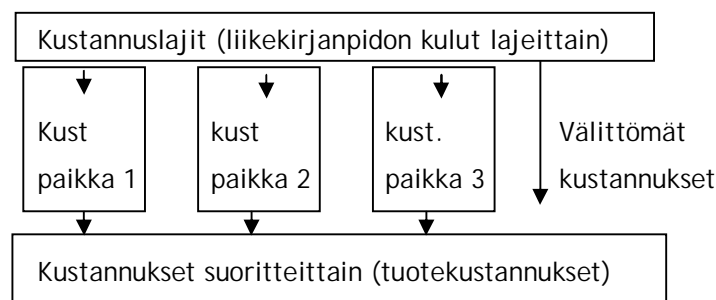 Kustannuslajit (liikekirjanpidon kulut lajeittain)
Kust
paikka 1
kust
paikka 2
kust.
paikka 3
Välittömät
kustannukset
Kustannukset suoritteittain (tuotekustannukset)